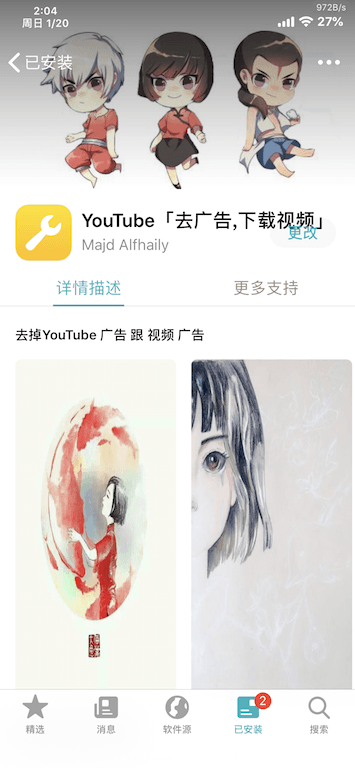 2:04
周日 1/20
972B/s
27%
已安装
YouTube「去广告,下载视频」
更改
Majd Alfhaily
详情描述
更多支持
去掉YouTube 广告 跟 视频 广告
精选
消息
软件源
2
已安装
搜索